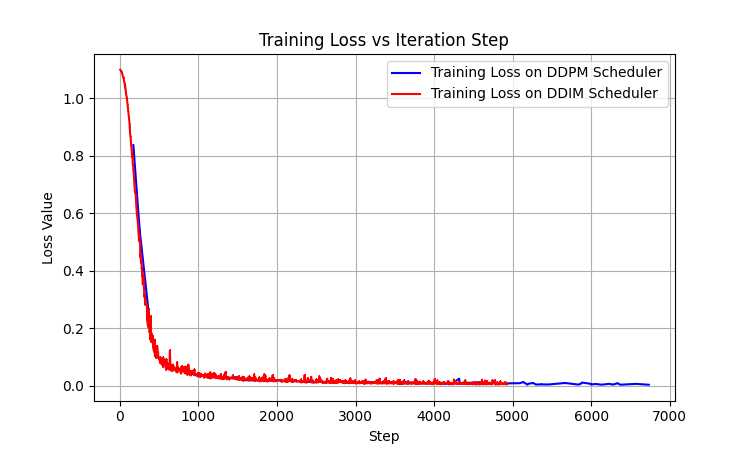 Training Loss vs Iteration Step
Training Loss on DDPM Scheduler
Training Loss on DDIM Scheduler
Loss Value
1.0
0.8
0.6
0.4
0.2
0.0
0 1000 2000 3000 4000 5000 6000 7000
Step